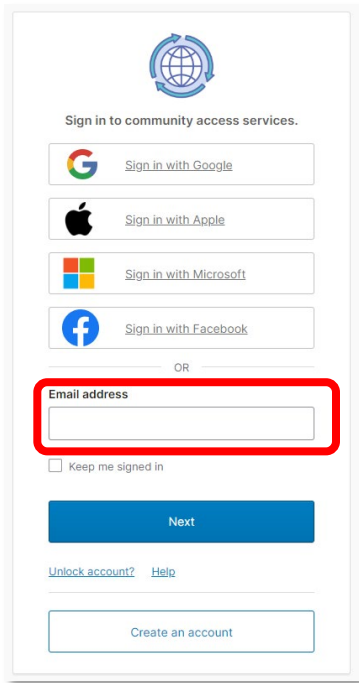 Sign in to community access services.
Sign in with Google
Sign in with Apple
Sign in with Microsoft
Sign in with Facebook
OR
Email address
Keep me signed in
Next
Unlock account? Help
Create an account